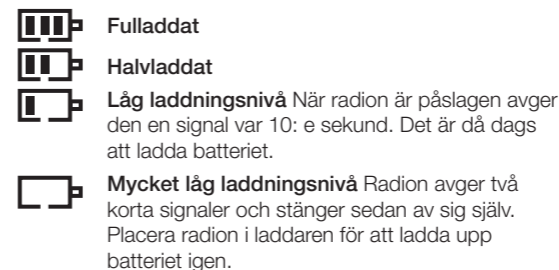 Fulladdat
Halvladdat
Låg laddningsnivå När radion är påslagen avger
den en signal var 10: e sekund. Det är då dags
att ladda batteriet.
Mycket låg laddningsnivå Radion avger två
korta signaler och stänger sedan av sig själv.
Placera radion i laddaren för att ladda upp
batteriet igen.